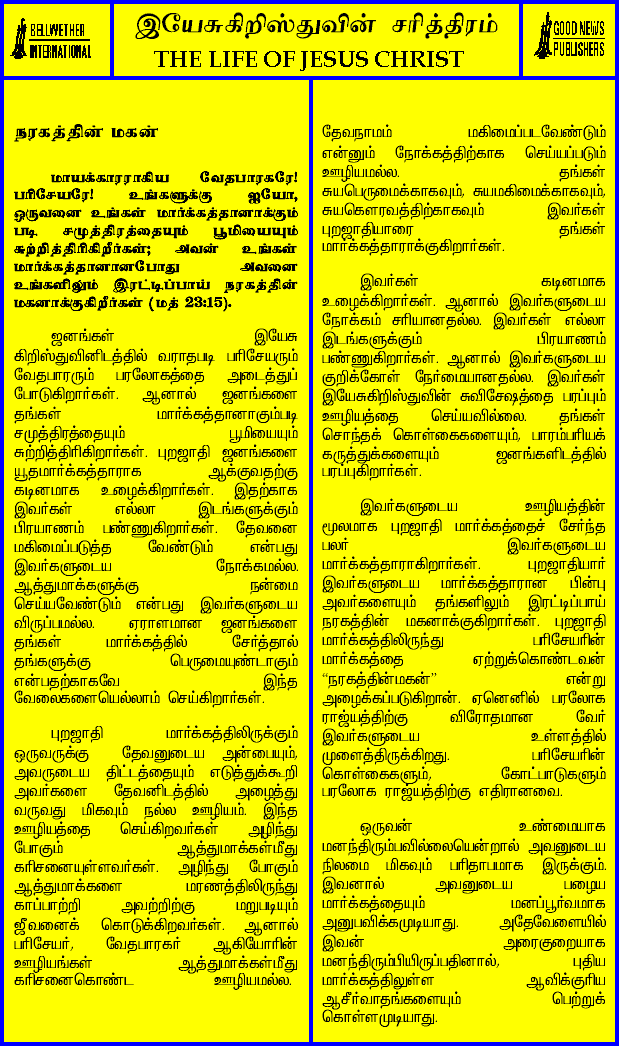 BELLWETHER
INTERNATIONAL
இயேசுகிறிஸ்துவின் சரித்திரம்
THE LIFE OF JESUS CHRIST
GOOD NEWS
PUBLISHERS
நரகத்தின் மகன்
மாயக்காரராகிய வேதபாரகரே!
பரிசேயரே! உங்களுக்கு ஐயோ,
ஒருவனை உங்கள் மார்க்கத்தானாக்கும்
படி சமுத்திரத்தையும் பூமியையும்
சுற்றித்திரிகிறீர்கள்; அவன் உங்கள்
மார்க்கத்தானானபோது அவனை
உங்களிலும் இரட்டிப்பாய் நரகத்தின்
மகனாக்குகிறீர்கள் (மத் 23:15).
ஜனங்கள் இயேசு
கிறிஸ்துவினிடத்தில் வராதபடி பரிசேயரும்
வேதபாரரும் பரலோகத்தை அடைத்துப்
போடுகிறார்கள். ஆனால் ஜனங்களை
தங்கள் மார்க்கத்தானாகும்படி
சமுத்திரத்தையும் பூமியையும்
சுற்றித்திரிகிறார்கள். புறஜாதி ஜனங்களை
யூதமார்க்கத்தாராக ஆக்குவதற்கு
கடினமாக உழைக்கிறார்கள். இதற்காக
இவர்கள் எல்லா இடங்களுக்கும்
பிரயாணம் பண்ணுகிறார்கள். தேவனை
மகிமைப்படுத்த வேண்டும் என்பது
இவர்களுடைய நோக்கமல்ல.
ஆத்துமாக்களுக்கு நன்மை
செய்யவேண்டும் என்பது இவர்களுடைய
விருப்பமல்ல. ஏராளமான ஜனங்களை
தங்கள் மார்க்கத்தில் சேர்த்தால்
தங்களுக்கு பெருமையுண்டாகும்
என்பதற்காகவே இந்த
வேலைகளையெல்லாம் செய்கிறார்கள்.
புறஜாதி மார்க்கத்திலிருக்கும்
ஒருவருக்கு தேவனுடைய அன்பையும்,
அவருடைய திட்டத்தையும் எடுத்துக்கூறி
அவர்களை தேவனிடத்தில் அழைத்து
வருவது மிகவும் நல்ல ஊழியம். இந்த
ஊழியத்தை செய்கிறவர்கள் அழிந்து
போகும் ஆத்துமாக்கள்மீது
கரிசனையுள்ளவர்கள். அழிந்து போகும்
ஆத்துமாக்களை மரணத்திலிருந்து
காப்பாற்றி அவற்றிற்கு மறுபடியும்
ஜீவனைக் கொடுக்கிறவர்கள். ஆனால்
பரிசேயர், வேதபாரகர் ஆகியோரின்
ஊழியங்கள் ஆத்துமாக்கள்மீது
கரிசனைகொண்ட ஊழியமல்ல.
தேவநாமம் மகிமைப்படவேண்டும்
என்னும் நோக்கத்திற்காக செய்யப்படும்
ஊழியமல்ல. தங்கள்
சுயபெருமைக்காகவும், சுயமகிமைக்காகவும்,
சுயகௌரவத்திற்காகவும் இவர்கள்
புறஜாதியாரை தங்கள்
மார்க்கத்தாராக்குகிறார்கள்.
இவர்கள் கடினமாக
உழைக்கிறார்கள். ஆனால் இவர்களுடைய
நோக்கம் சரியானதல்ல. இவர்கள் எல்லா
இடங்களுக்கும் பிரயாணம்
பண்ணுகிறார்கள். ஆனால் இவர்களுடைய
குறிக்கோள் நேர்மையானதல்ல. இவர்கள்
இயேசுகிறிஸ்துவின் சுவிசேஷத்தை பரப்பும்
ஊழியத்தை செய்யவில்லை. தங்கள்
சொந்தக் கொள்கைகளையும், பாரம்பரியக்
கருத்துக்களையும் ஜனங்களிடத்தில்
பரப்புகிறார்கள்.
இவர்களுடைய ஊழியத்தின்
மூலமாக புறஜாதி மார்க்கத்தைச் சேர்ந்த
பலர் இவர்களுடைய
மார்க்கத்தாராகிறார்கள். புறஜாதியார்
இவர்களுடைய மார்க்கத்தாரான பின்பு
அவர்களையும் தங்களிலும் இரட்டிப்பாய்
நரகத்தின் மகனாக்குகிறார்கள். புறஜாதி
மார்க்கத்திலிருந்து பரிசேயரின்
மார்க்கத்தை ஏற்றுக்கொண்டவன்
“நரகத்தின்மகன்” என்று
அழைக்கப்படுகிறான். ஏனெனில் பரலோக
ராஜ்யத்திற்கு விரோதமான வேர்
இவர்களுடைய உள்ளத்தில்
முளைத்திருக்கிறது. பரிசேயரின்
கொள்கைகளும், கோட்பாடுகளும்
பரலோக ராஜ்யத்திற்கு எதிரானவை.
ஒருவன் உண்மையாக
மனந்திரும்பவில்லையென்றால் அவனுடைய
நிலமை மிகவும் பரிதாபமாக இருக்கும்.
இவனால் அவனுடைய பழைய
மார்க்கத்தையும் மனப்பூர்வமாக
அனுபவிக்கமுடியாது. அதேவேளையில்
இவன் அரைகுறையாக
மனந்திரும்பியிருப்பதினால், புதிய
மார்க்கத்திலுள்ள ஆவிக்குரிய
ஆசீர்வாதங்களையும் பெற்றுக்
கொள்ளமுடியாது.